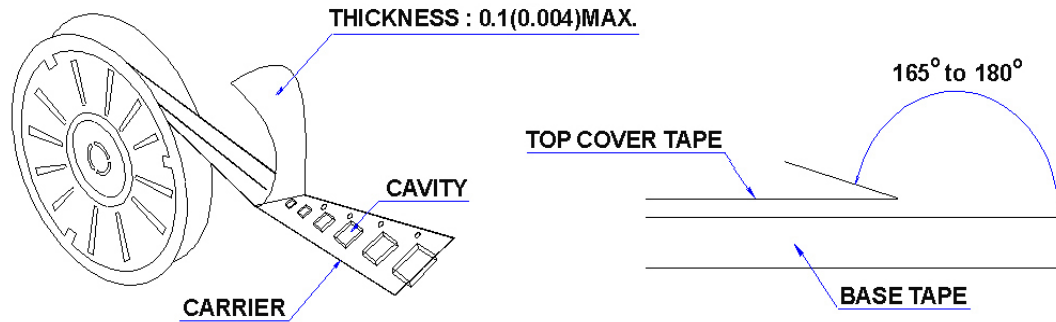 THICKNESS : 0.1(0.004)MAX.
CAVITY
CARRIER
165° to 180°
TOP COVER TAPE
BASE TAPE